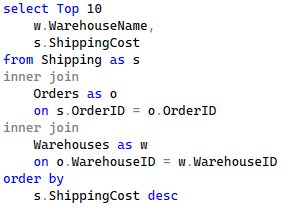 select Top 10
w.WarehouseName,
s.ShippingCost
from Shipping as s
inner join
Orders as o
on s.OrderID = o.OrderID
inner join
Warehouses as w
on o.WarehouseID = w.WarehouseID
order by
s.ShippingCost desc